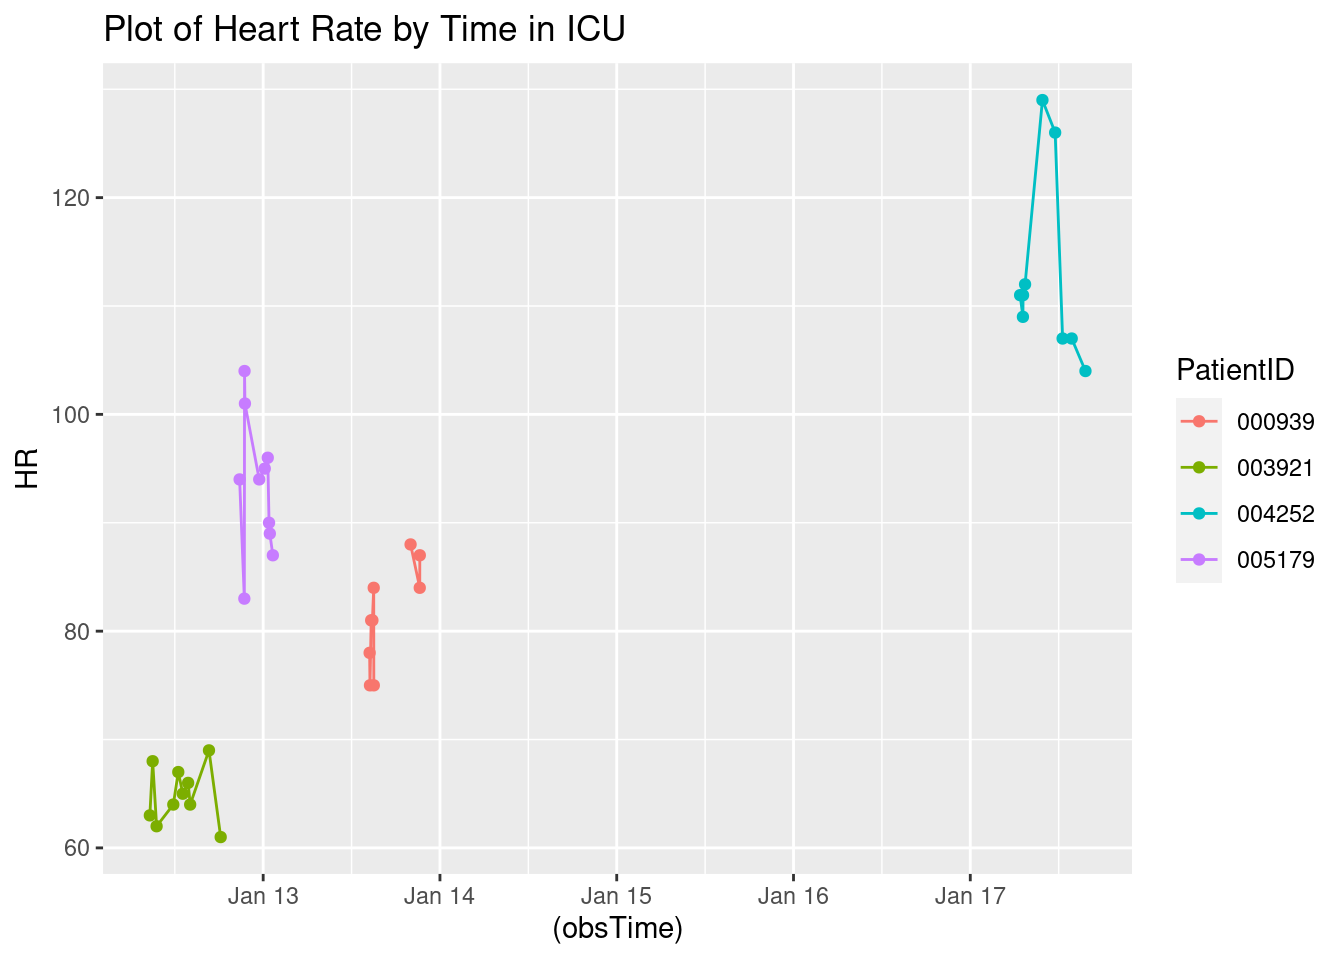 Plot of Heart Rate by Time in ICU
120
100
80
60
HR
Jan 13
Jan 14
Jan 15
Jan 16
Jan 17
(obsTime)
PatientID
000939
003921
004252
005179